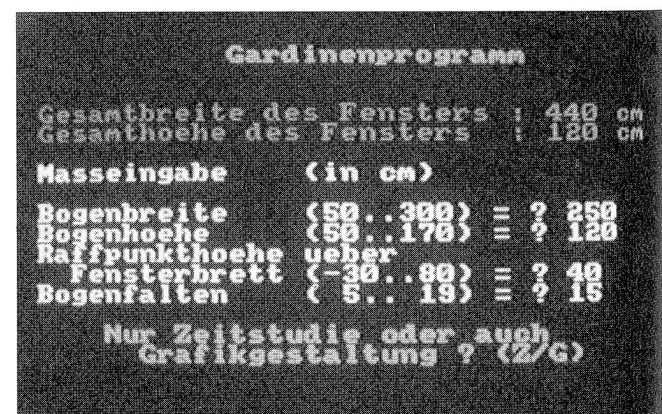 Gardinenprogramm
Gesamtbreite des Fensters : 440 cm
Gesamthoehe des Fensters : 120 cm
Masseingabe (in cm)
Bogenbreite (50..300) = ? 250
Bogenhoehe (50..170) = ? 120
Raffpunkthoehe ueber
Fensterbrett (-30..80) = ? 40
Bogenfalten ( 5.. 19) = ? 15
Nur Zeitstudie oder auch
Grafikgestaltung ? (Z/G)